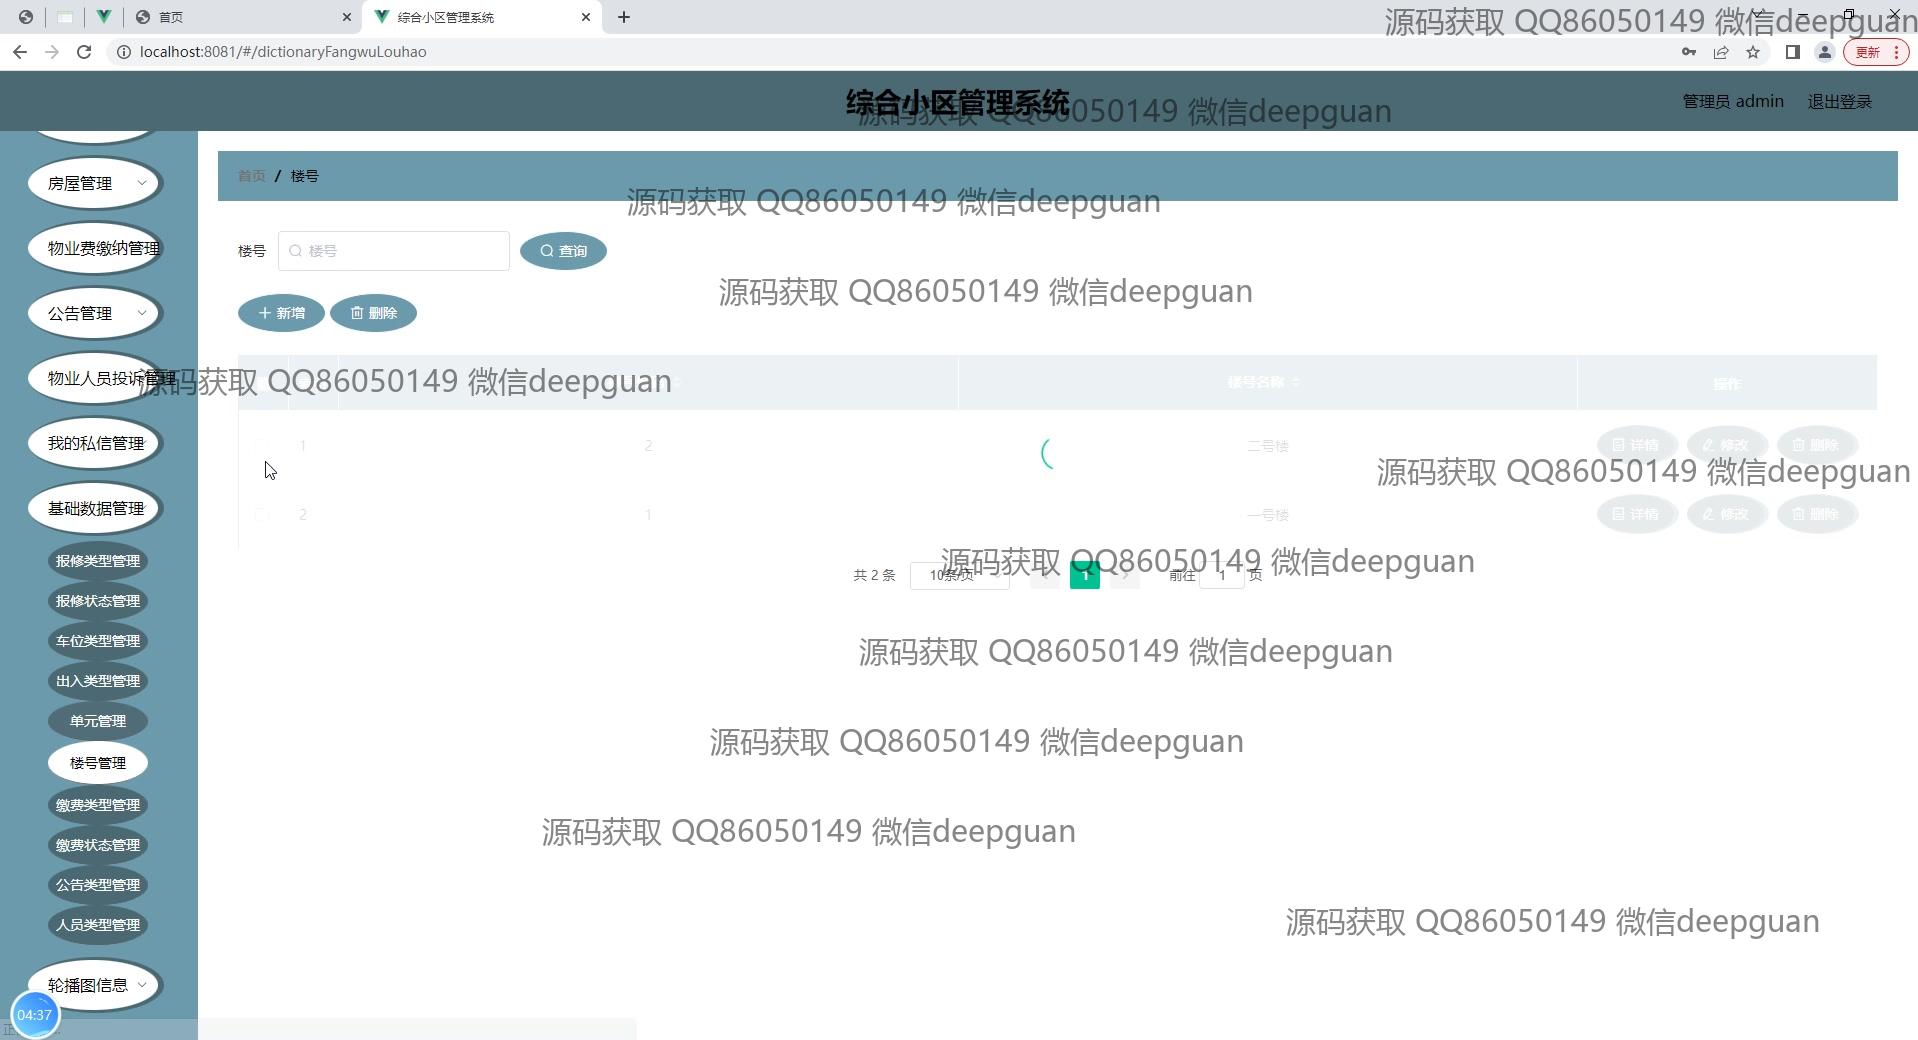 首页
综合小区管理系统
localhost:8081/#/dictionaryFangwuLouhao
更新
源码获取 QQ86050149 微信deepguan
综合小区管理系统
源码获取 QQ86050149 微信deepguan
管理员 admin
退出登录
房屋管理
物业费缴纳管理
公告管理
物业人员投诉管理
我的私信管理
基础数据管理
报修类型管理
报修状态管理
车位类型管理
出入类型管理
单元管理
楼号管理
缴费类型管理
缴费状态管理
公告类型管理
人员类型管理
轮播图信息
04:37
首页 / 楼号
源码获取 QQ86050149 微信deepguan
楼号
楼号
查询
源码获取 QQ86050149 微信deepguan
新增
删除
源码获取 QQ86050149 微信deepguan
楼号名称
操作
1 2 二号楼 详情 修改 删除
源码获取 QQ86050149 微信deepguan
2 1 一号楼 详情 修改 删除
源码获取 QQ86050149 微信deepguan
共 2 条 10条/页 1 前往 1 页
源码获取 QQ86050149 微信deepguan
源码获取 QQ86050149 微信deepguan
源码获取 QQ86050149 微信deepguan
源码获取 QQ86050149 微信deepguan